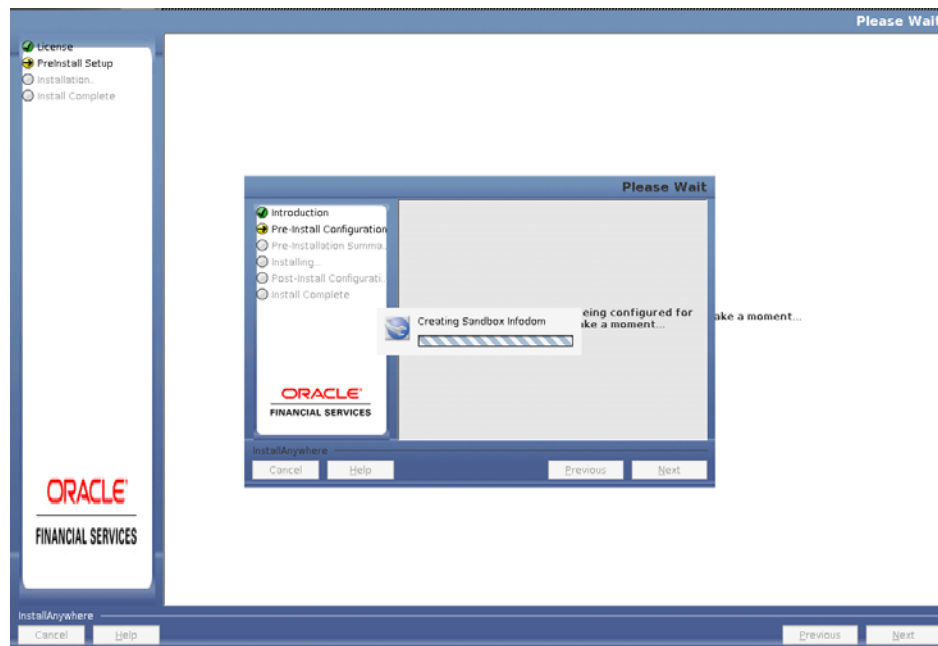 Please Wait
License
PreInstall Setup
Installation..
Install Complete
Please Wait
Introduction
Pre-Install Configuration
Pre-Installation Summa..
Installing...
Post-Install Configurati..
Install Complete
Creating Sandbox Infodom
eing configured for
ake a moment...
ake a moment...
ORACLE
FINANCIAL SERVICES
InstallAnywhere
Cancel
Help
Previous
Next
ORACLE
FINANCIAL SERVICES
InstallAnywhere
Cancel
Help
Previous
Next